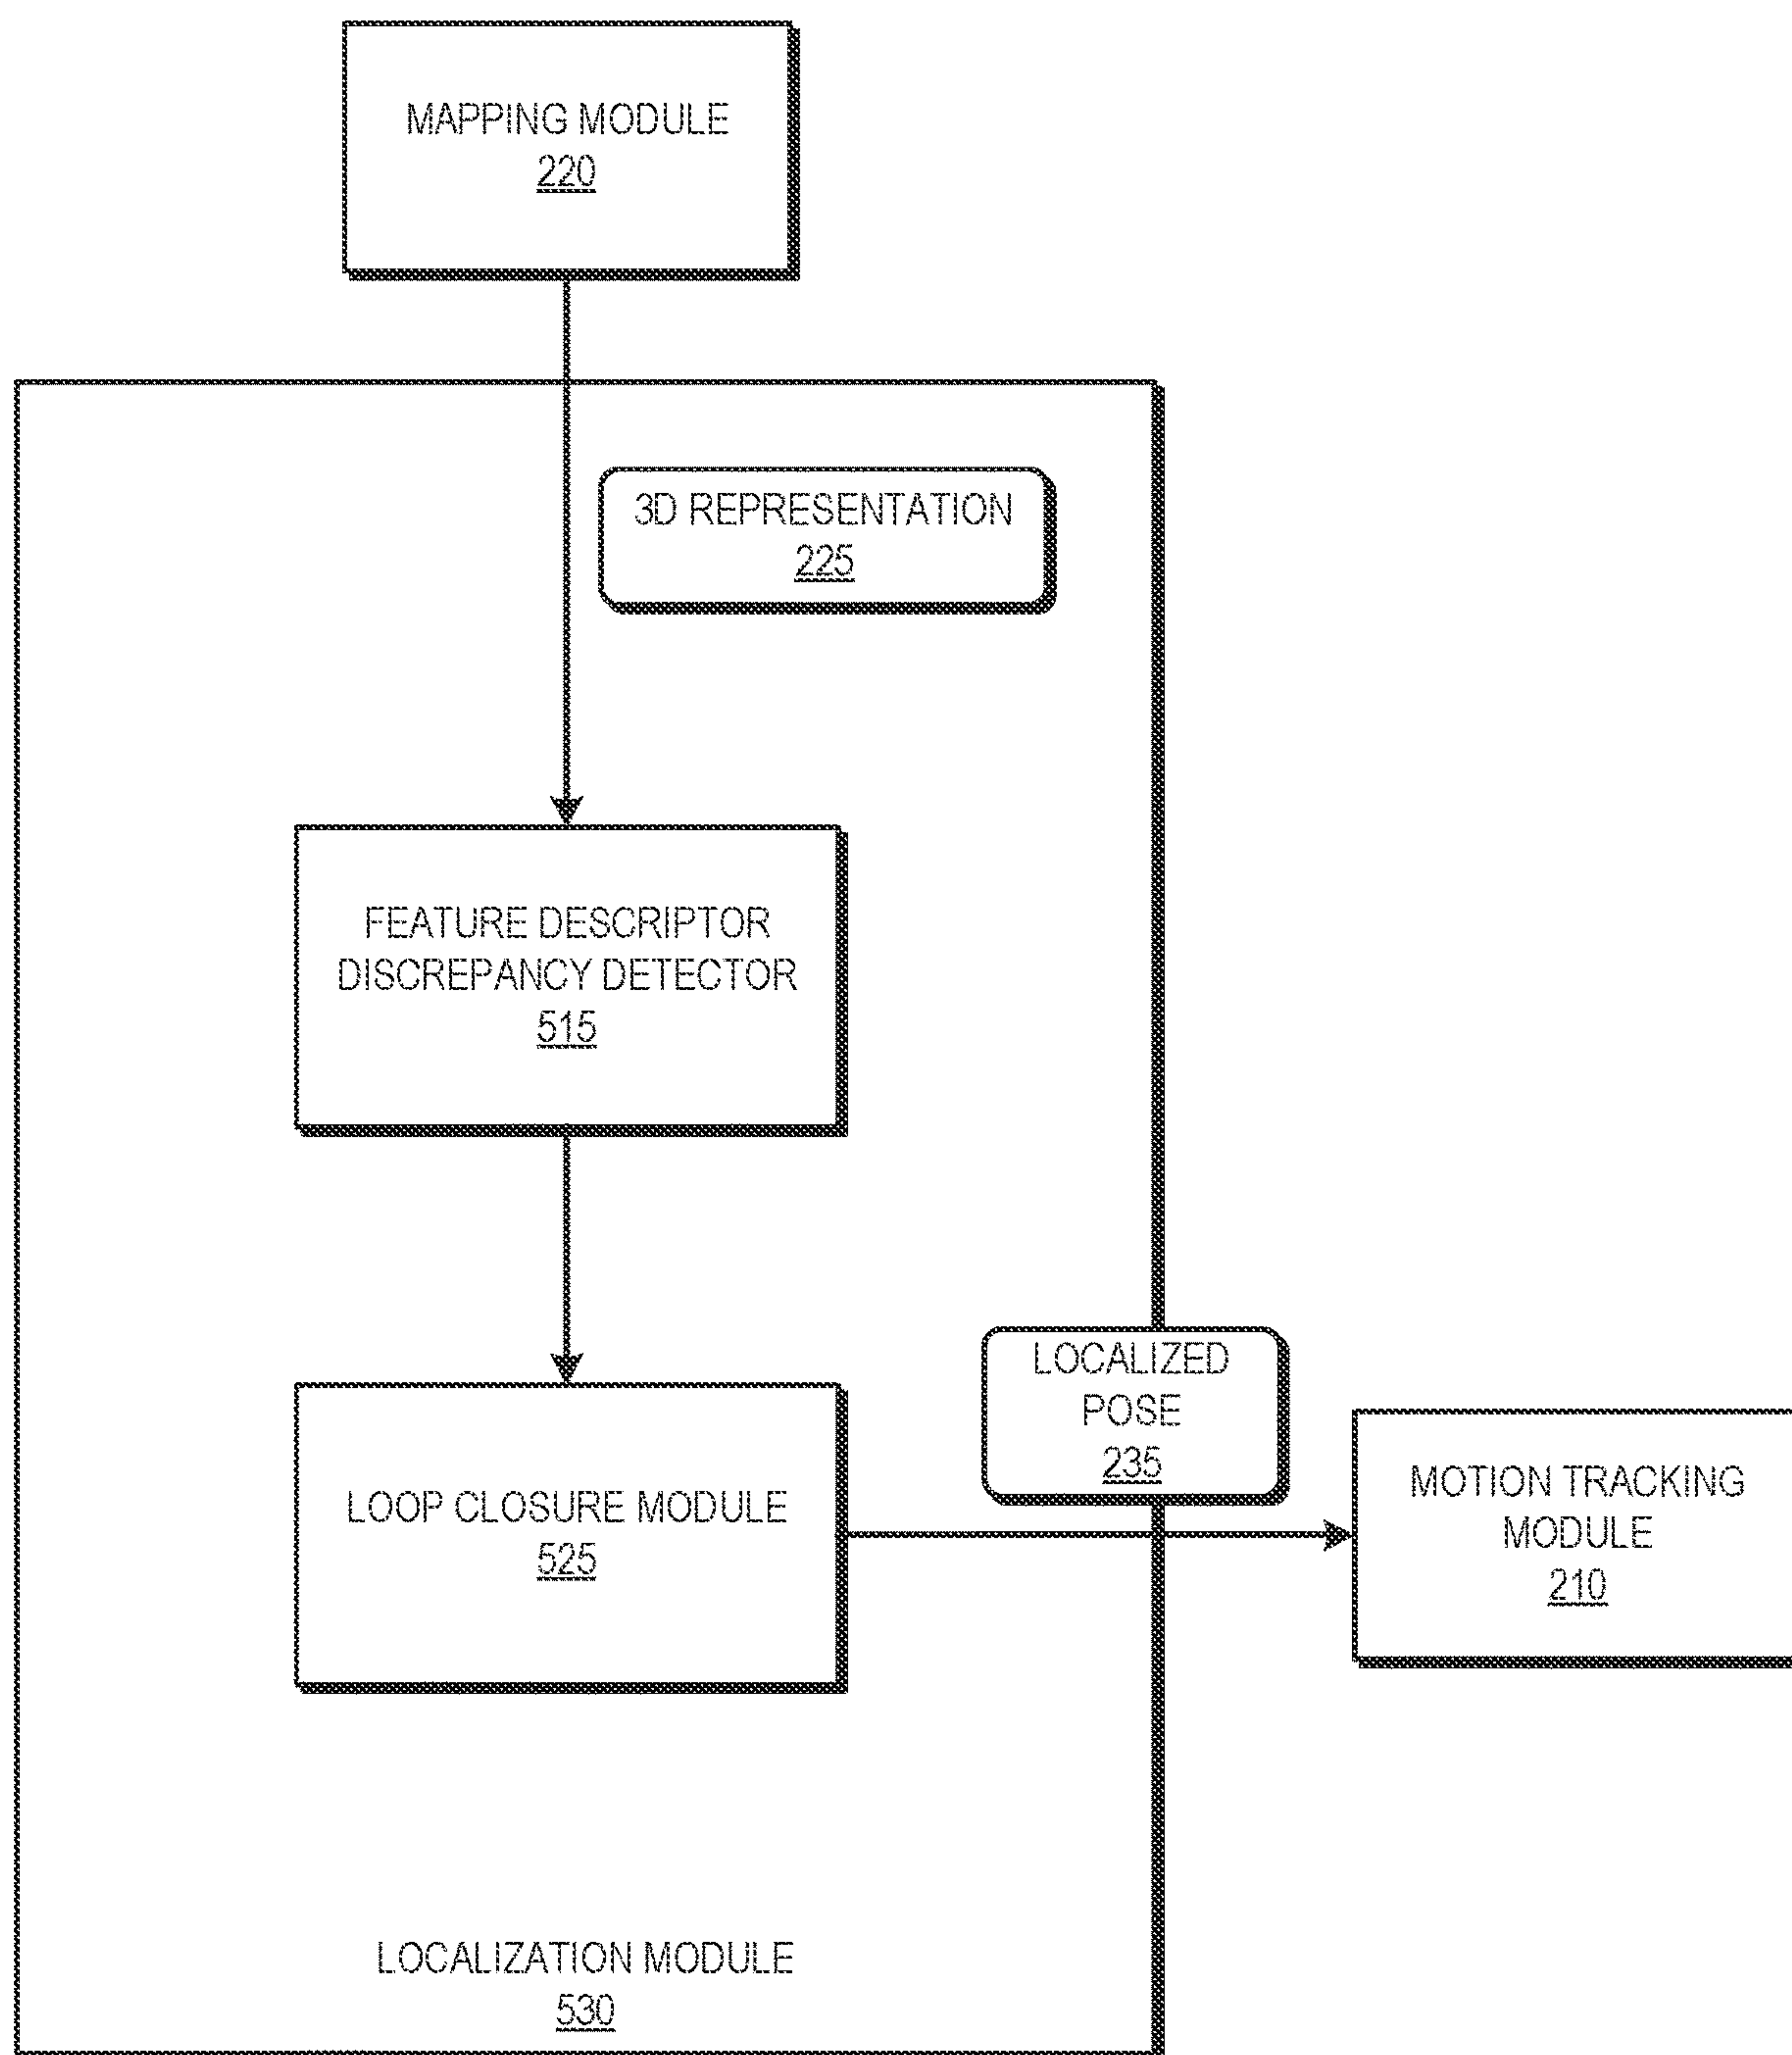 MAPPING MODULE
220
3D REPRESENTATION
225
FEATURE DESCRIPTOR
DISCREPANCY DETECTOR
515
LOCALIZED
POSE
235
LOOP CLOSURE MODULE
525
MOTION TRACKING
MODULE
210
LOCALIZATION MODULE
530